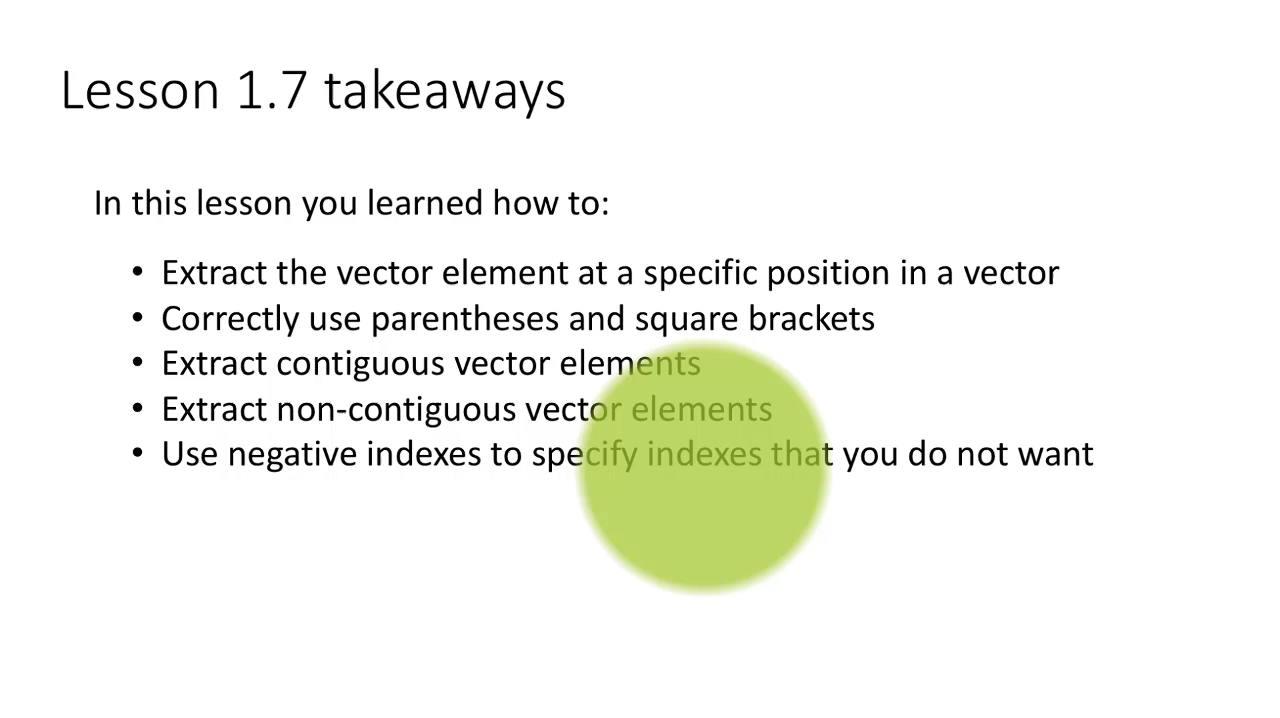 Lesson 1.7 takeaways
In this lesson you learned how to:
• Extract the vector element at a specific position in a vector
• Correctly use parentheses and square brackets
• Extract contiguous vector elements
• Extract non-contiguous vector elements
• Use negative indexes to specify indexes that you do not want